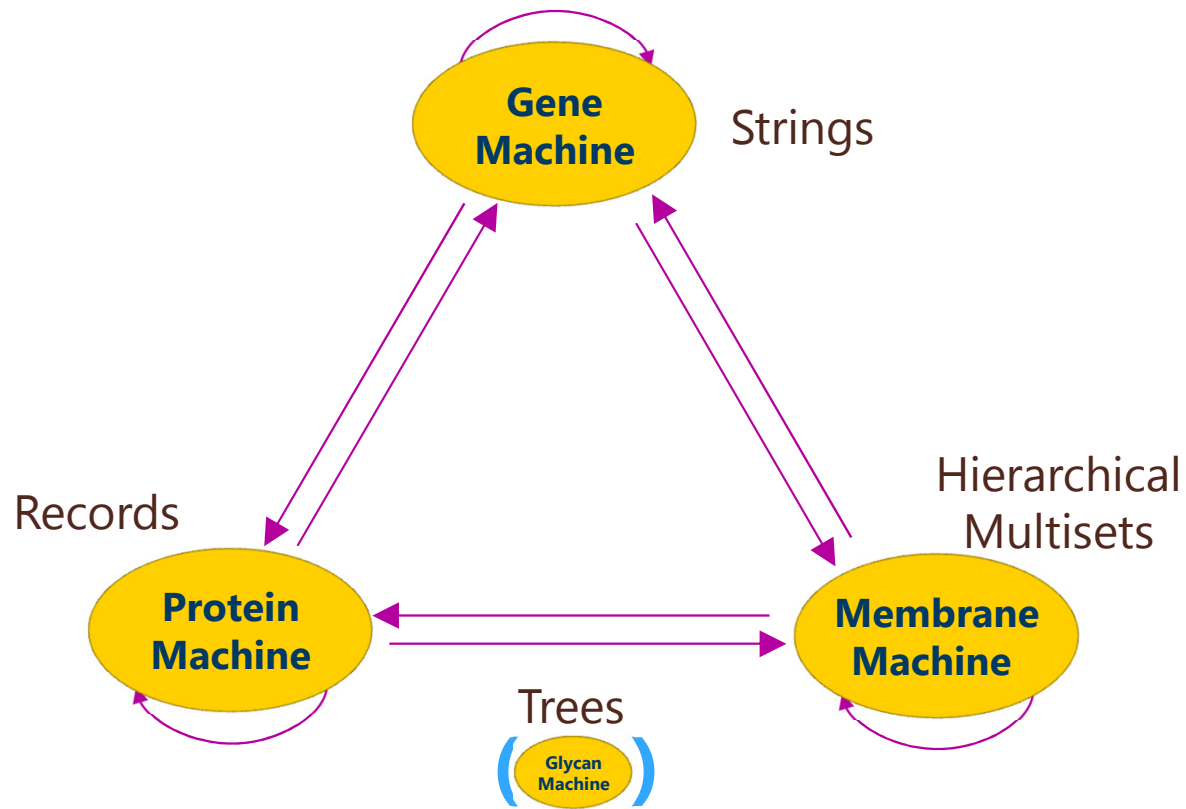 Gene
Machine
Strings
Records
Hierarchical
Multisets
Protein
Machine
Membrane
Machine
Trees
(Glycan
Machine)